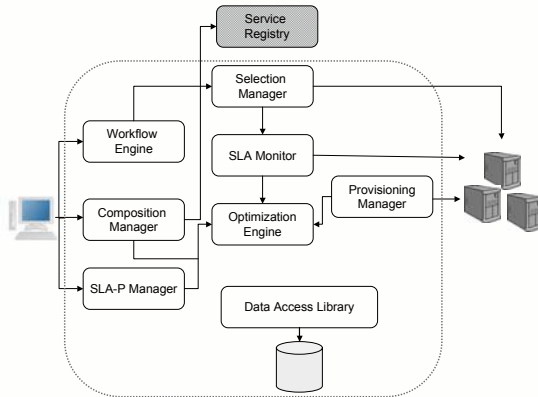 Service
Registry
Selection
Manager
Workflow
Engine
SLA Monitor
Provisioning
Manager
Composition
Manager
Optimization
Engine
SLA-P Manager
Data Access Library